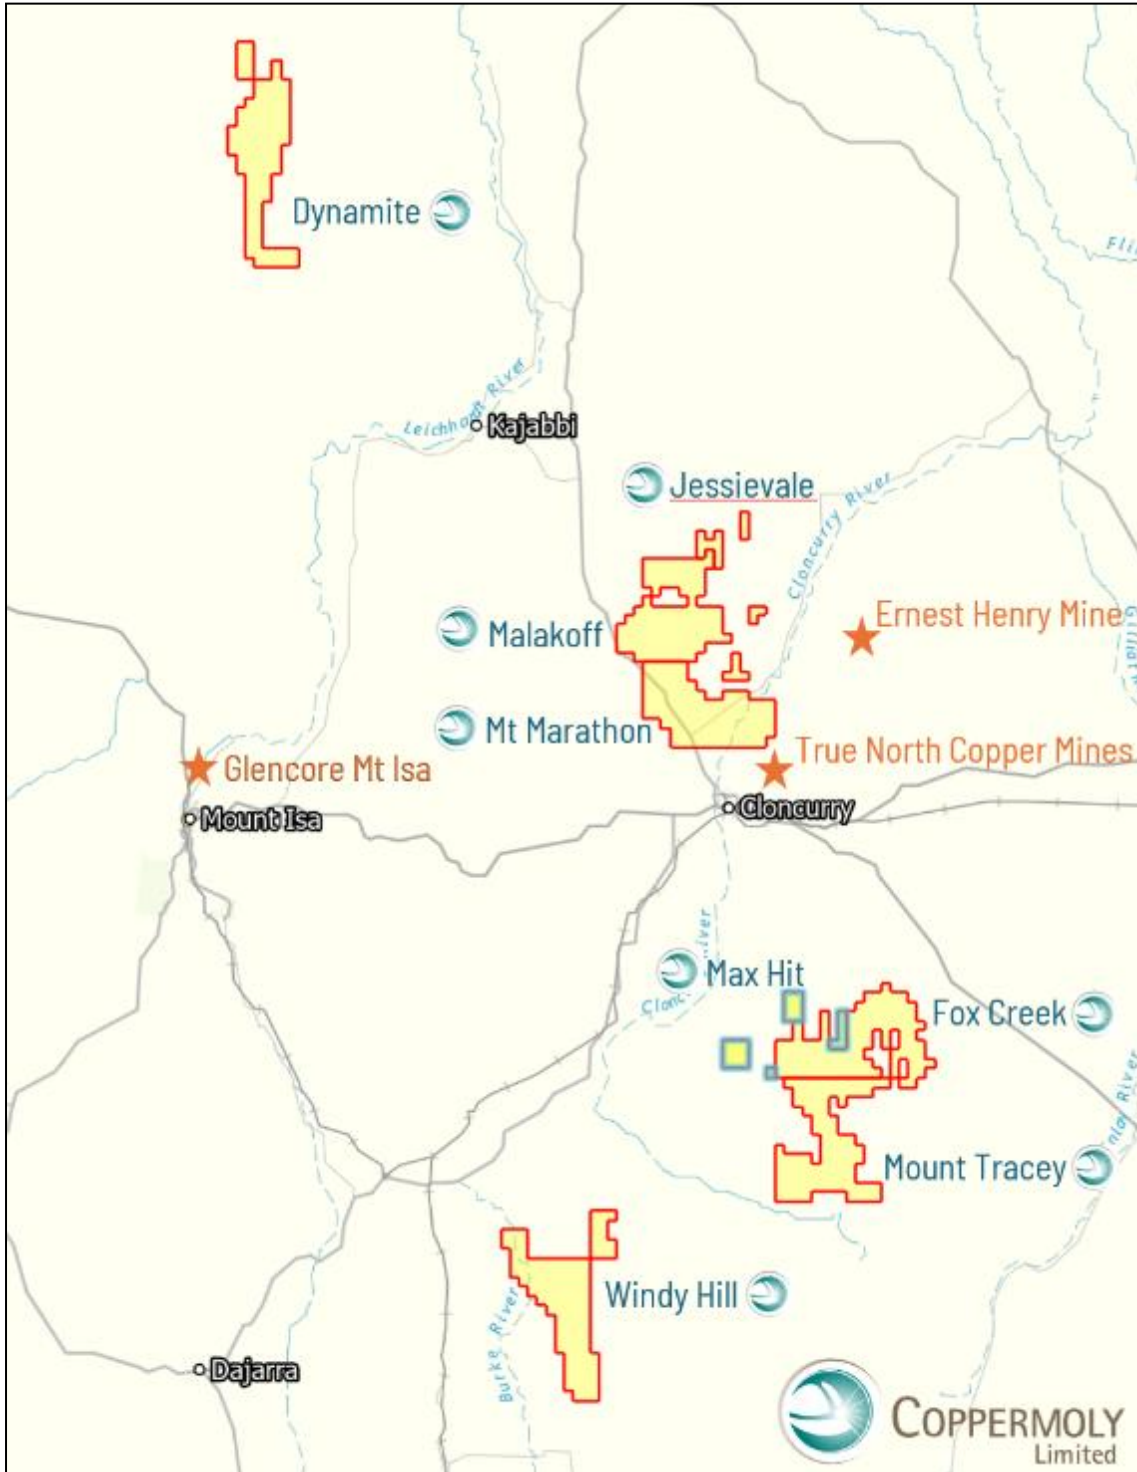 Dynamite
Fli
Leichhardt River
Kajabbi
Jessievale
Cloncurry River
Ernest Henry Mine
Malakoff
Mt Marathon
True North Copper Mines
Glencore Mt Isa
Mount Isa
Cloncurry
Max Hit
Fox Creek
Mount Tracey
Windy Hill
Burke River
Dajarra
COPPERMOLY
Limited